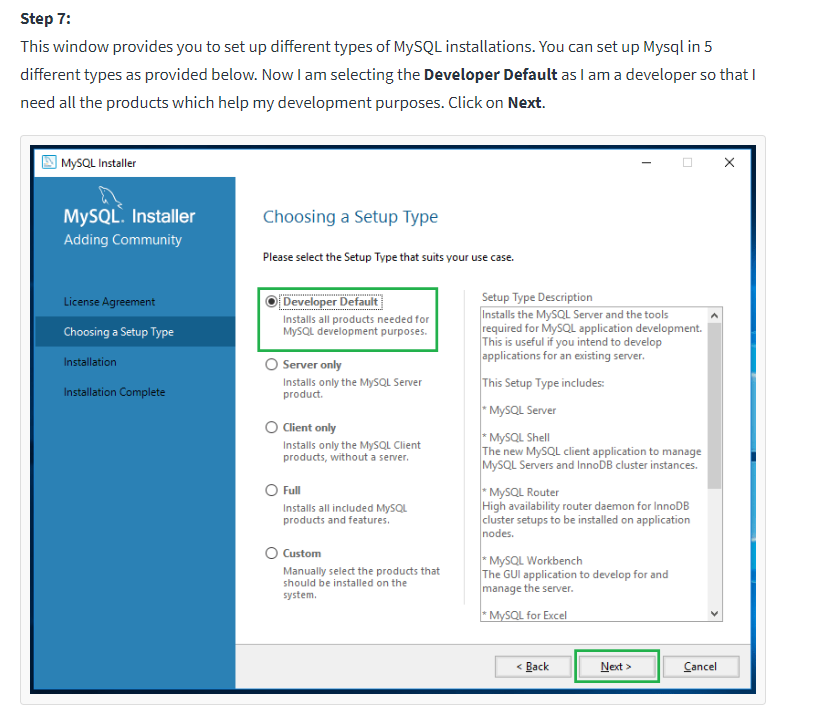 Step 7:
This window provides you to set up different types of MySQL installations. You can set up Mysql in 5
different types as provided below. Now I am selecting the Developer Default as I am a developer so that I
need all the products which help my development purposes. Click on Next.
MySQL Installer
MySQL. Installer
Adding Community
License Agreement
Choosing a Setup Type
Installation
Installation Complete
Choosing a Setup Type
Please select the Setup Type that suits your use case.
Developer Default
Installs all products needed for
MySQL development purposes.
Server only
Installs only the MySQL Server
product.
Client only
Installs only the MySQL Client
products, without a server.
Full
Installs all included MySQL
products and features.
Custom
Manually select the products that
should be installed on the
system.
Setup Type Description
Installs the MySQL Server and the tools
required for MySQL application development.
This is useful if you intend to develop
applications for an existing server.
This Setup Type includes:
* MySQL Server
* MySQL Shell
The new MySQL client application to manage
MySQL Servers and InnoDB cluster instances.
* MySQL Router
High availability router daemon for InnoDB
cluster setups to be installed on application
nodes.
* MySQL Workbench
The GUI application to develop for and
manage the server.
* MySQL for Excel
< Back
Next >
Cancel